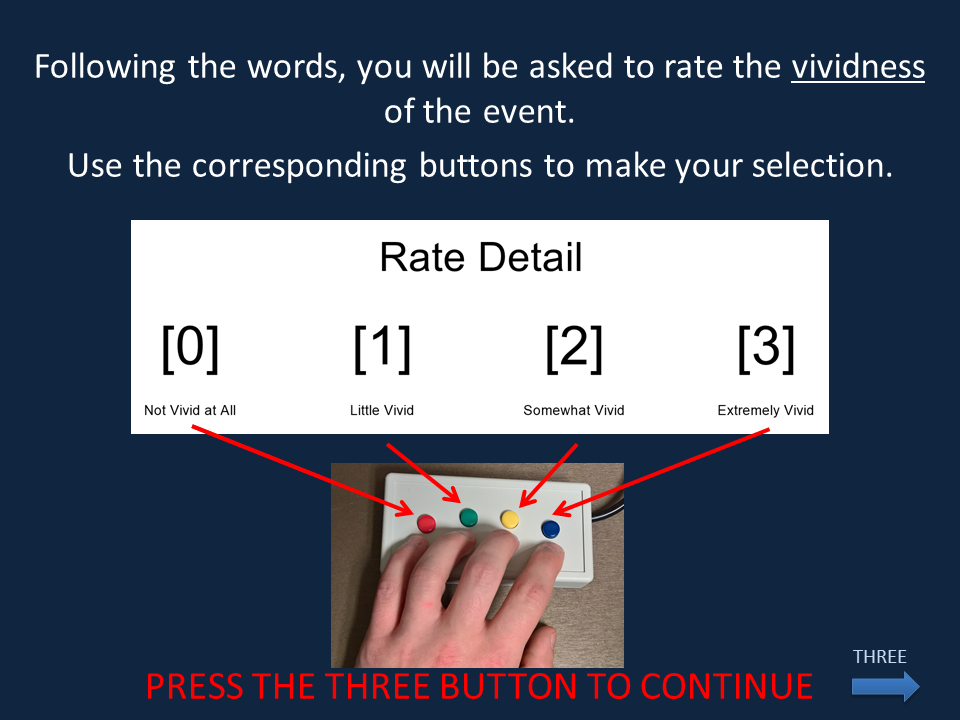 Following the words, you will be asked to rate the vividness
of the event.
Use the corresponding buttons to make your selection.
Rate Detail
[0] [1] [2] [3]
Not Vivid at All Little Vivid Somewhat Vivid Extremely Vivid
THREE
PRESS THE THREE BUTTON TO CONTINUE